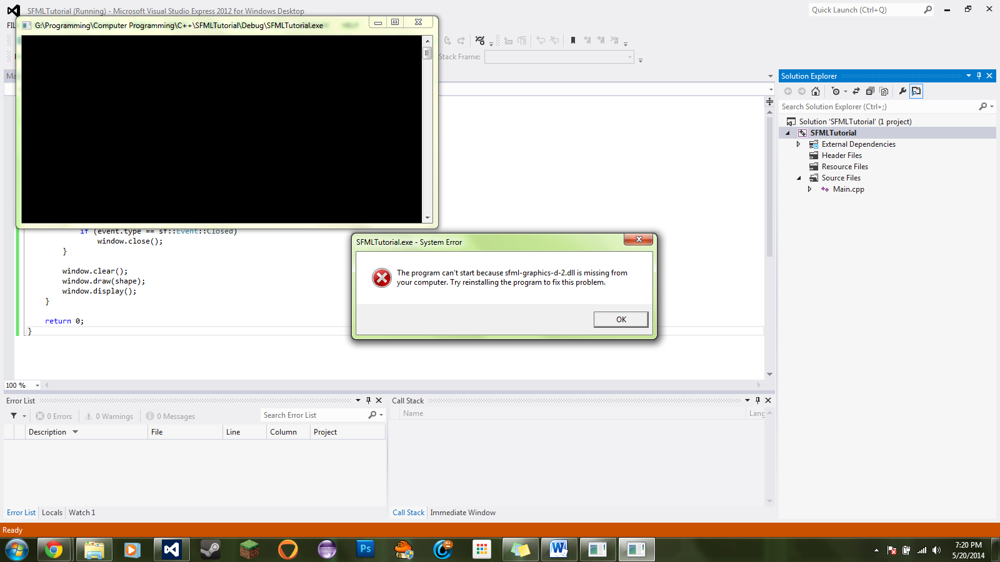 SFMLTutorial (Running) - Microsoft Visual Studio Express 2012 for Windows Desktop
Quick Launch (Ctrl+Q)
G:\Programming\Computer Programming\C++\SFMLTutorial\Debug\SFMLTutorial.exe
Stack Frame:
Solution Explorer
Search Solution Explorer (Ctrl+;)
Solution 'SFMLTutorial' (1 project)
SFMLTutorial
External Dependencies
Header Files
Resource Files
Source Files
Main.cpp
if (event.type == sf::Event::Closed)
window.close();
}
window.clear();
window.draw(shape);
window.display();
}
return 0;
}
SFMLTutorial.exe - System Error
The program can't start because sfml-graphics-d-2.dll is missing from
your computer. Try reinstalling the program to fix this problem.
OK
100 %
Error List
0 Errors
0 Warnings
0 Messages
Search Error List
Description File Line Column Project
Error List Locals Watch 1
Call Stack
Name
Lang
Call Stack Immediate Window
Ready
Ps
W
7:20 PM
5/20/2014